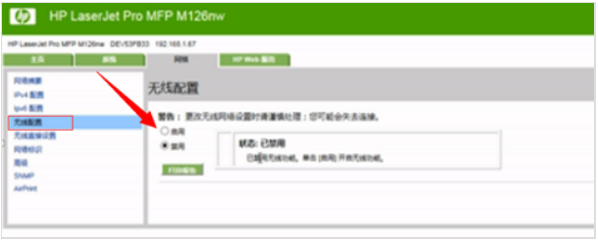 HP LaserJet Pro MFP M126nw
HP LaserJet Pro MFP M126nw DEV53FB33 192.168.1.67
主页 网络 HP Web 服务
网络摘要
IPv4 配置
Ipv6 配置
无线配置
无线直接设置
网络标识
高级
SNMP
AirPrint
无线配置
警告：更改无线网络设置时请谨慎处理；您可能会失去连接。
启用
禁用
状态: 已禁用
已禁用无线功能。单击 [启用] 开启无线功能。
打印报告